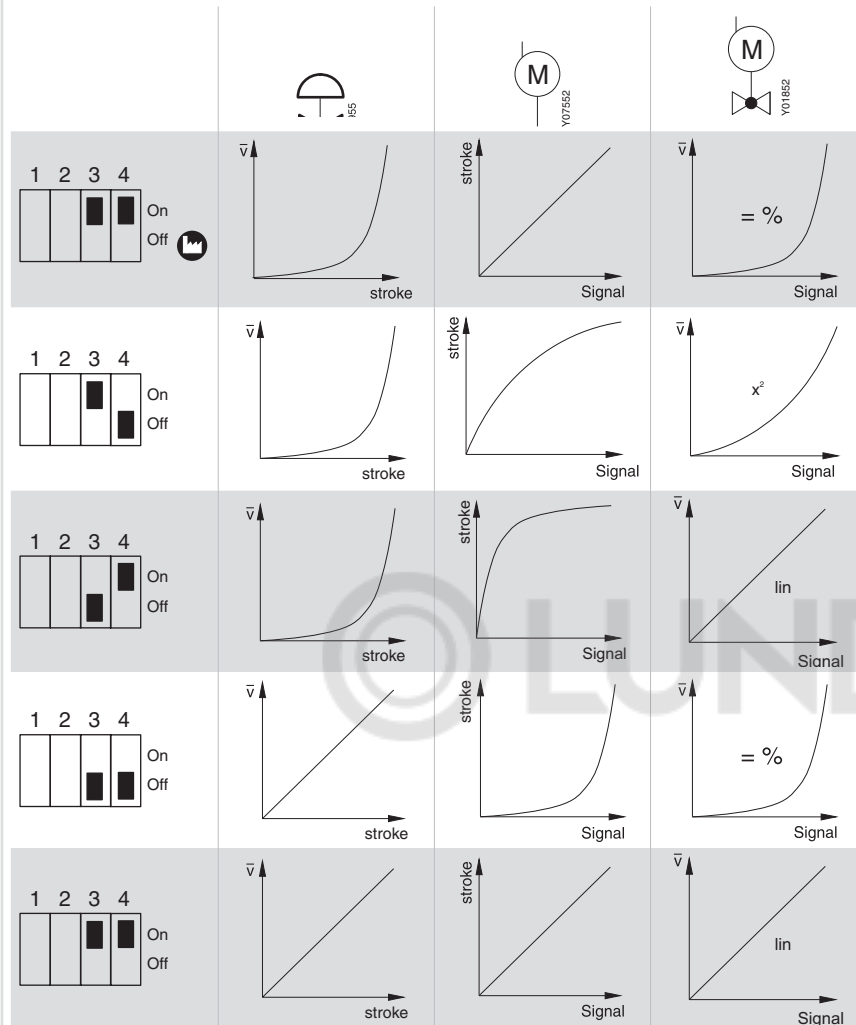 M
M
955
Y07552
Y01852
1 2 3 4
On
Off
v̄
stroke
stroke
Signal
v̄
= %
Signal
1 2 3 4
On
Off
v̄
stroke
stroke
Signal
v̄
x²
Signal
1 2 3 4
On
Off
v̄
stroke
stroke
Signal
v̄
lin
Signal
LUND
1 2 3 4
On
Off
v̄
stroke
stroke
Signal
v̄
= %
Signal
1 2 3 4
On
Off
v̄
stroke
stroke
Signal
v̄
lin
Signal